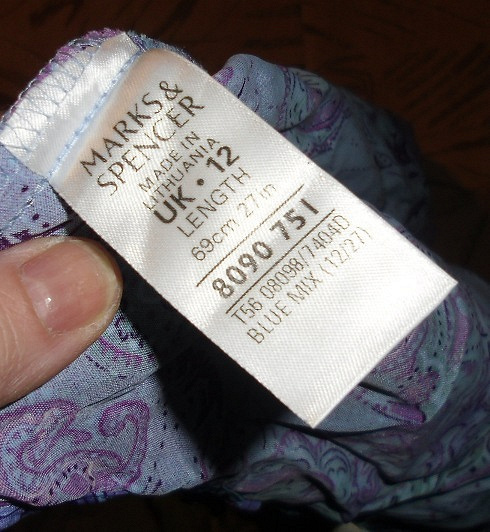 MARKS &
SPENCER
MADE IN
LITHUANIA
UK • 12
LENGTH
69cm 27in
8090 751
T56 08098/7404D
BLUE MIX (12/27)